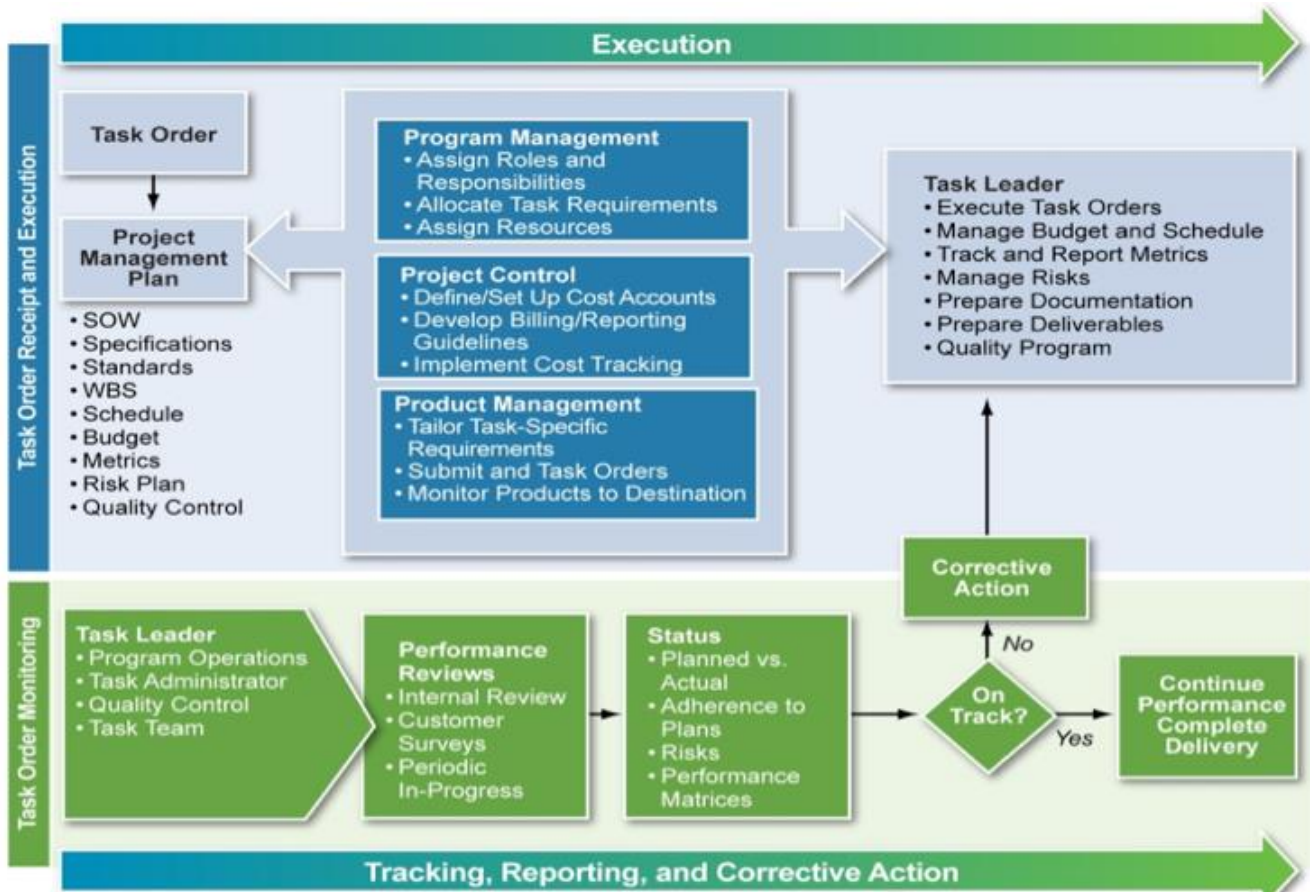 Execution
Task Order Receipt and Execution
Task Order
Project
Management
Plan
• SOW
• Specifications
• Standards
• WBS
• Schedule
• Budget
• Metrics
• Risk Plan
• Quality Control
Program Management
• Assign Roles and
Responsibilities
• Allocate Task Requirements
• Assign Resources
Project Control
• Define/Set Up Cost Accounts
• Develop Billing/Reporting
Guidelines
• Implement Cost Tracking
Product Management
• Tailor Task-Specific
Requirements
• Submit and Task Orders
• Monitor Products to Destination
Task Leader
• Execute Task Orders
• Manage Budget and Schedule
• Track and Report Metrics
• Manage Risks
• Prepare Documentation
• Prepare Deliverables
• Quality Program
Task Order Monitoring
Task Leader
• Program Operations
• Task Administrator
• Quality Control
• Task Team
Performance
Reviews
• Internal Review
• Customer
Surveys
• Periodic
In-Progress
Status
• Planned vs.
Actual
• Adherence to
Plans
• Risks
• Performance
Matrices
On
Track?
No
Corrective
Action
Yes
Continue
Performance
Complete
Delivery
Tracking, Reporting, and Corrective Action